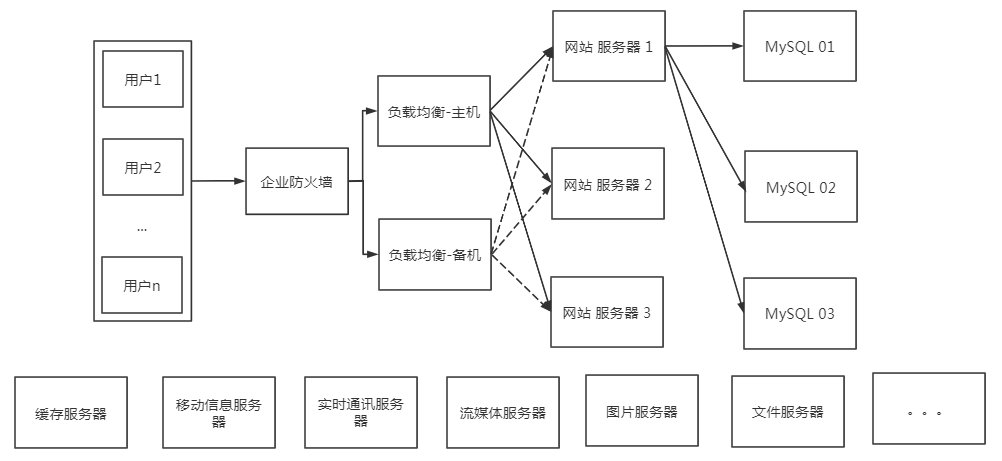 用户1
用户2
...
用户n
企业防火墙
负载均衡-主机
负载均衡-备机
网站 服务器 1
网站 服务器 2
网站 服务器 3
MySQL 01
MySQL 02
MySQL 03
缓存服务器
移动信息服务
器
实时通讯服务
器
流媒体服务器
图片服务器
文件服务器
。。。